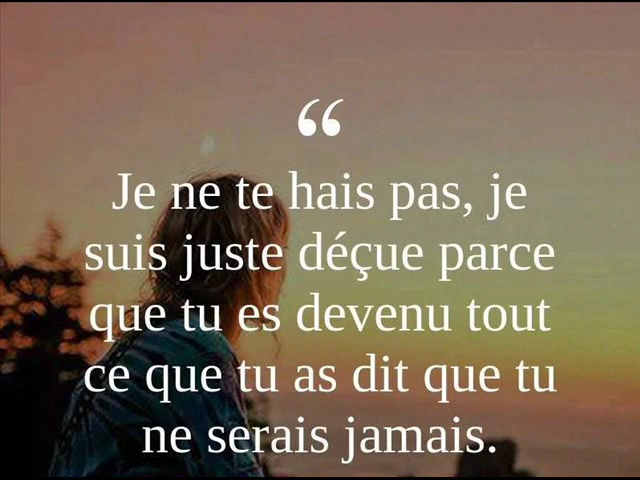 “
Je ne te hais pas, je
suis juste déçue parce
que tu es devenu tout
ce que tu as dit que tu
ne serais jamais.